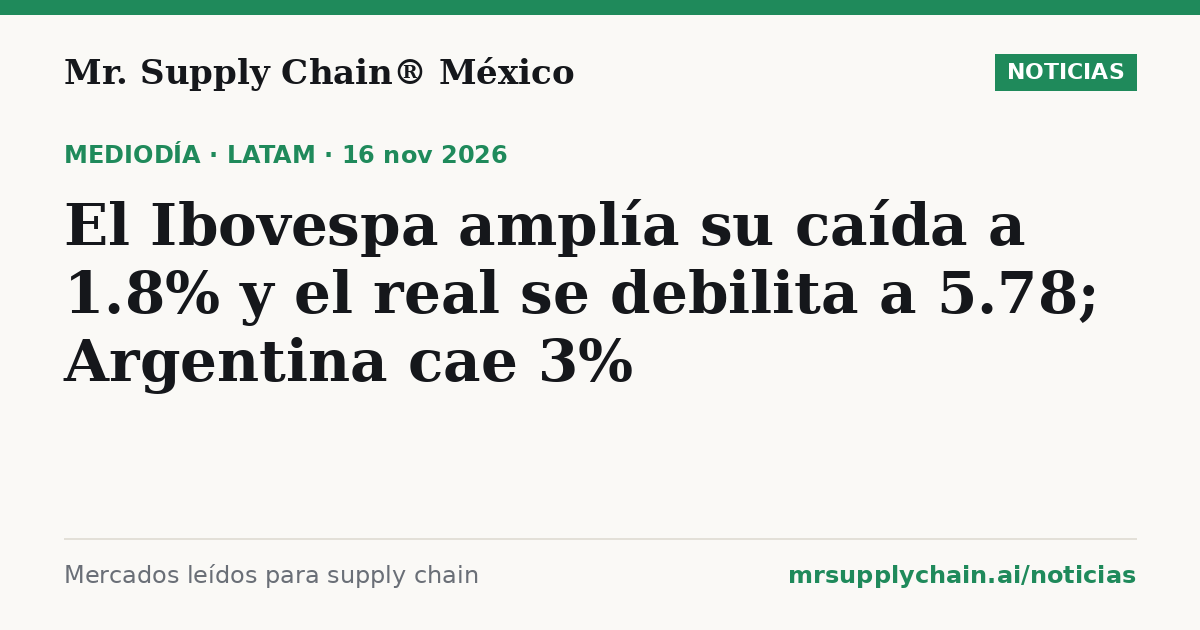 Mr. Supply Chain® México
NOTICIAS
MEDIODÍA · LATAM · 16 nov 2026
El Ibovespa amplía su caída a
1.8% y el real se debilita a 5.78;
Argentina cae 3%
Mercados leídos para supply chain
mrsupplychain.ai/noticias